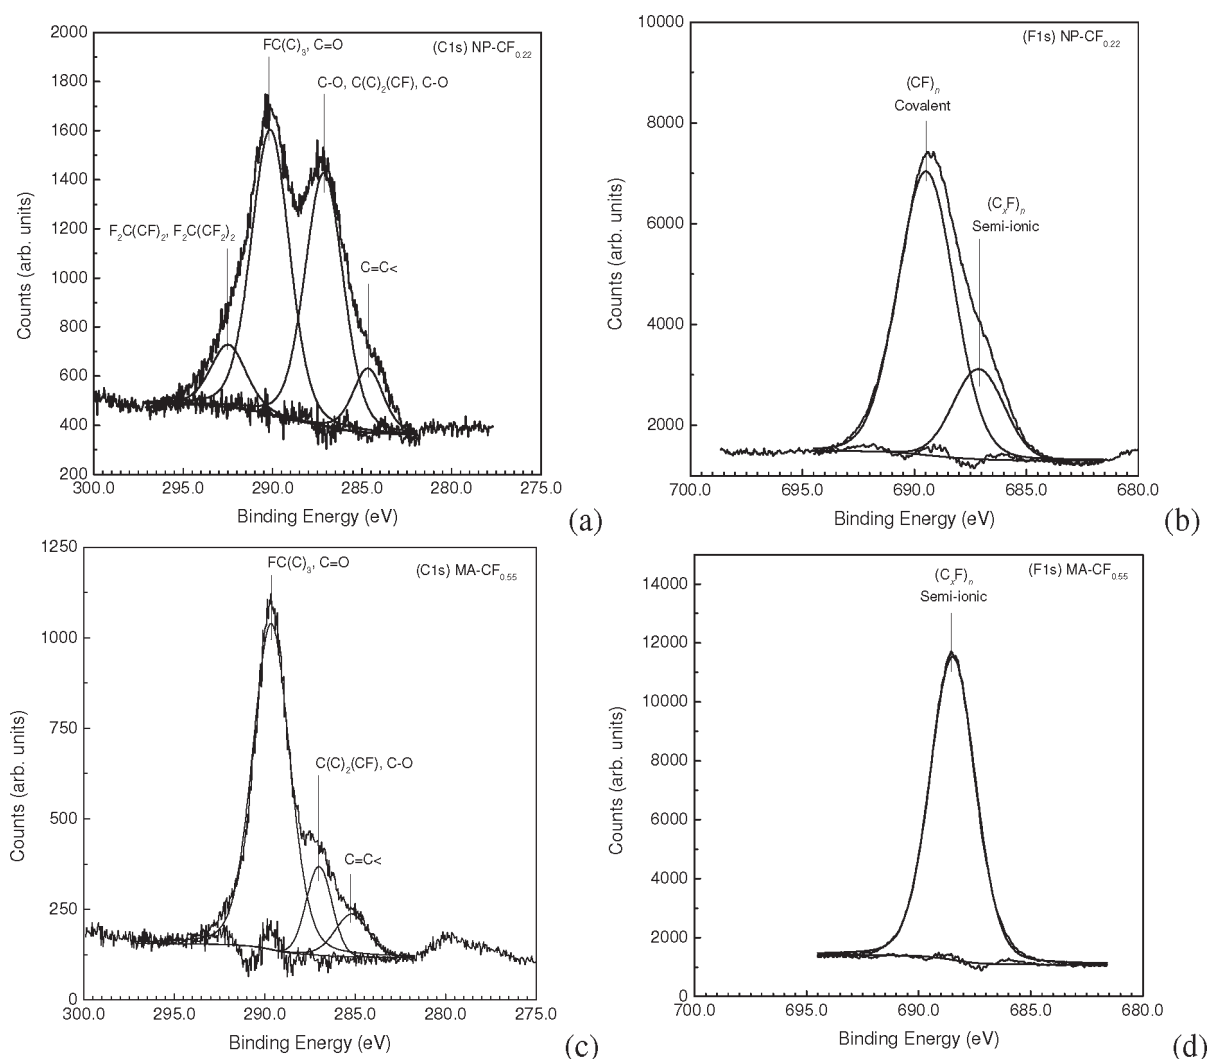 FC(C)₃, C=O
(C1s) NP-CF₀.₂₂
C-O, C(C)₂(CF), C-O
F₂C(CF)₂, F₂C(CF₂)₂
C=C<
2000
1800
1600
1400
1200
1000
800
600
400
200
Counts (arb. units)
300.0 295.0 290.0 285.0 280.0 275.0
Binding Energy (eV)
(a)
(F1s) NP-CF₀.₂₂
(CF)ₙ
Covalent
(CₓF)ₙ
Semi-ionic
10000
8000
6000
4000
2000
Counts (arb. units)
700.0 695.0 690.0 685.0 680.0
Binding Energy (eV)
(b)
FC(C)₃, C=O
(C1s) MA-CF₀.₅₅
C(C)₂(CF), C-O
C=C<
1250
1000
750
500
250
0
Counts (arb. units)
300.0 295.0 290.0 285.0 280.0 275.0
Binding Energy (eV)
(c)
(CₓF)ₙ
Semi-ionic
(F1s) MA-CF₀.₅₅
14000
12000
10000
8000
6000
4000
2000
0
Counts (arb. units)
700.0 695.0 690.0 685.0 680.0
Binding Energy (eV)
(d)